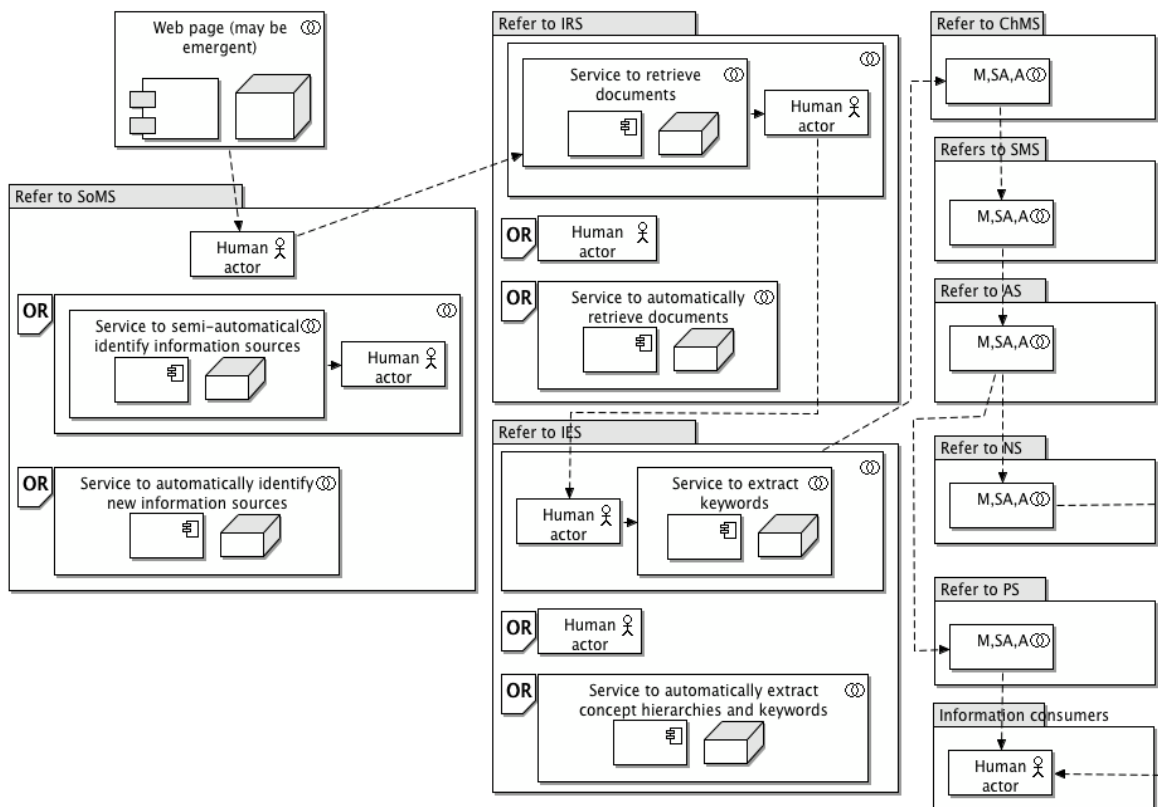 Web page (may be
emergent)
Refer to SoMS
Human
actor
OR
Service to semi-automatical
identify information sources
Human
actor
OR
Service to automatically identify
new information sources
Refer to IRS
Service to retrieve
documents
Human
actor
OR
Human
actor
OR
Service to automatically
retrieve documents
Refer to IES
Human
actor
Service to extract
keywords
OR
Human
actor
OR
Service to automatically extract
concept hierarchies and keywords
Refer to ChMS
M,SA,A
Refers to SMS
M,SA,A
Refer to AS
M,SA,A
Refer to NS
M,SA,A
Refer to PS
M,SA,A
Information consumers
Human
actor